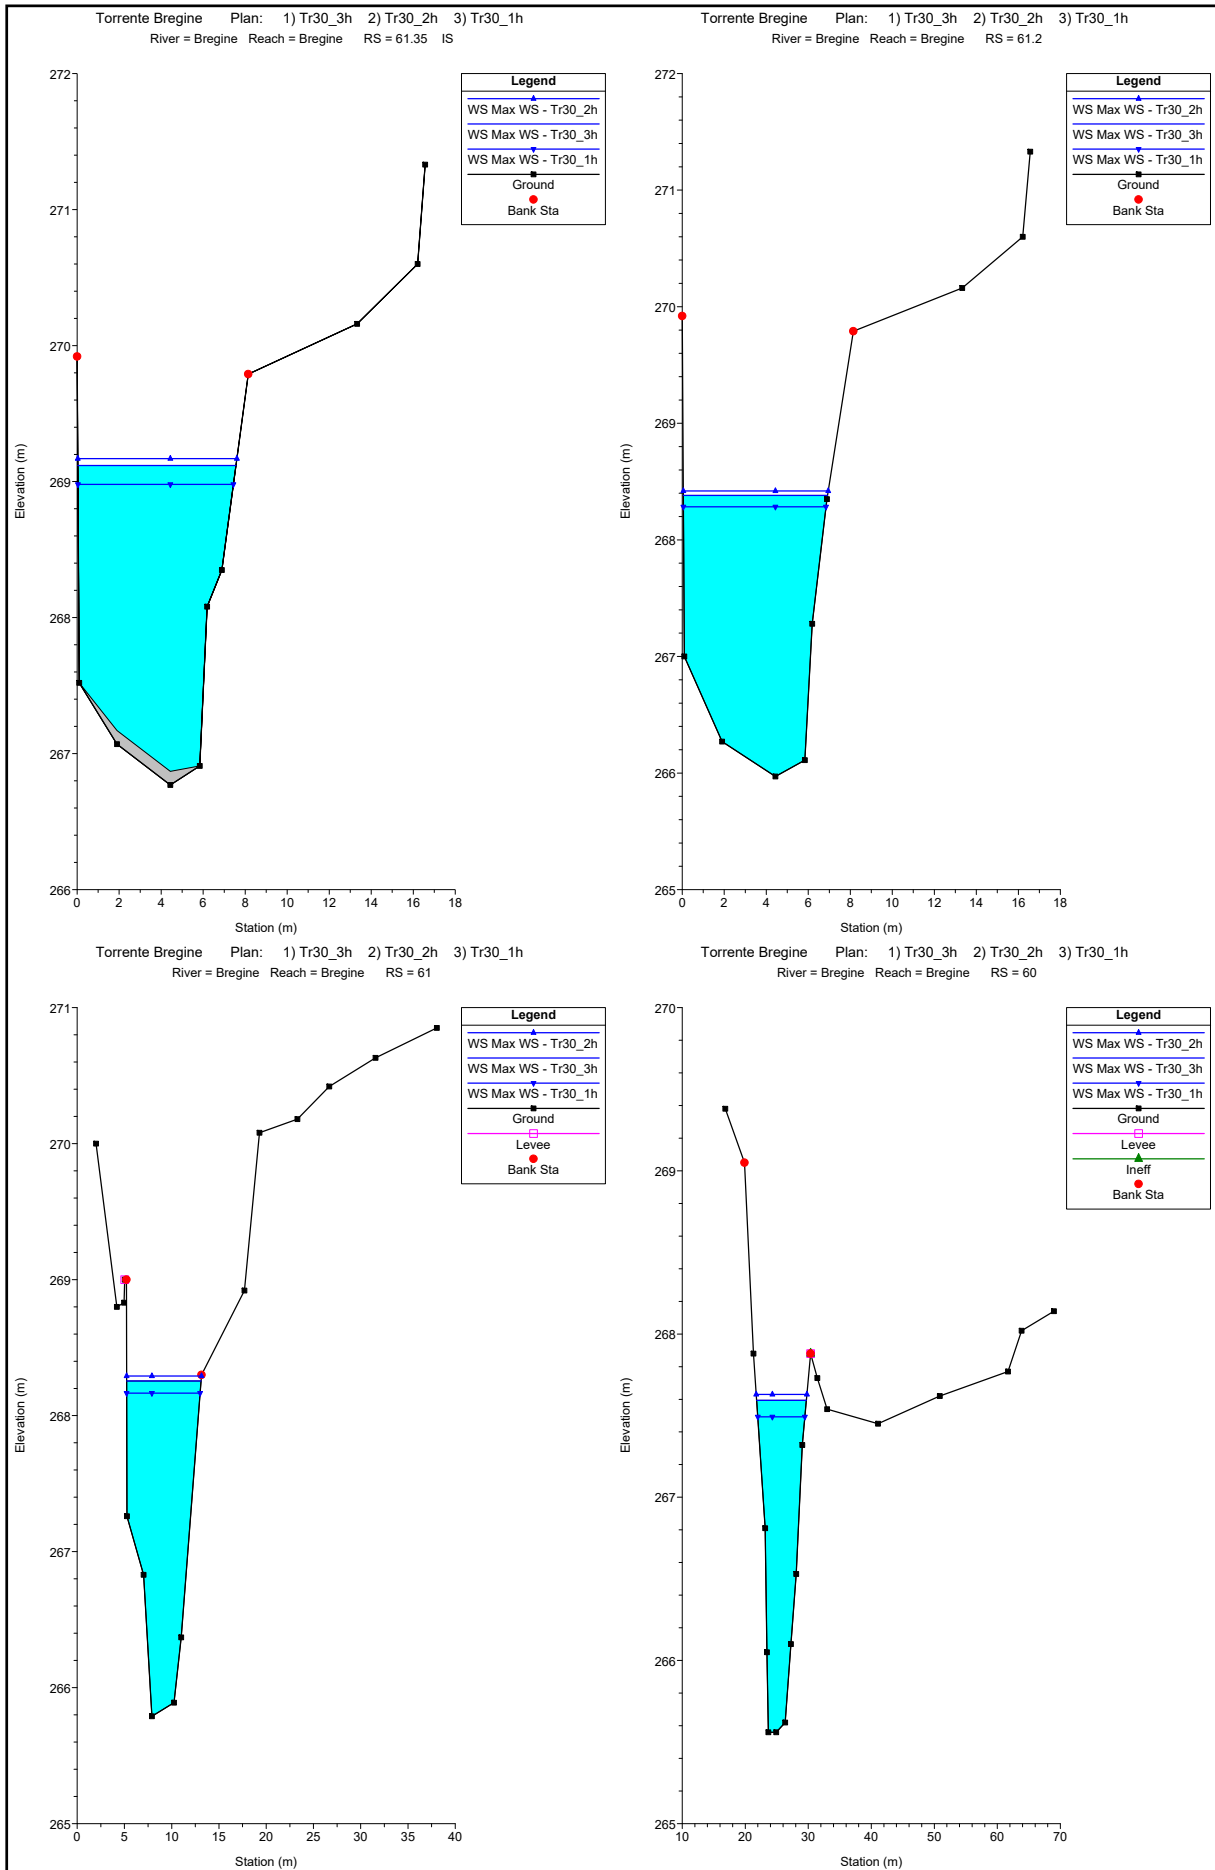 Torrente Bregine Plan: 1) Tr30_3h 2) Tr30_2h 3) Tr30_1h
River = Bregine Reach = Bregine RS = 61.35 IS
272
271
270
269
268
267
266
Elevation (m)
0 2 4 6 8 10 12 14 16 18
Station (m)
Legend
WS Max WS - Tr30_2h
WS Max WS - Tr30_3h
WS Max WS - Tr30_1h
Ground
Bank Sta
Torrente Bregine Plan: 1) Tr30_3h 2) Tr30_2h 3) Tr30_1h
River = Bregine Reach = Bregine RS = 61.2
272
271
270
269
268
267
266
265
Elevation (m)
0 2 4 6 8 10 12 14 16 18
Station (m)
Legend
WS Max WS - Tr30_2h
WS Max WS - Tr30_3h
WS Max WS - Tr30_1h
Ground
Bank Sta
Torrente Bregine Plan: 1) Tr30_3h 2) Tr30_2h 3) Tr30_1h
River = Bregine Reach = Bregine RS = 61
271
270
269
268
267
266
265
Elevation (m)
0 5 10 15 20 25 30 35 40
Station (m)
Legend
WS Max WS - Tr30_2h
WS Max WS - Tr30_3h
WS Max WS - Tr30_1h
Ground
Levee
Bank Sta
Torrente Bregine Plan: 1) Tr30_3h 2) Tr30_2h 3) Tr30_1h
River = Bregine Reach = Bregine RS = 60
270
269
268
267
266
265
Elevation (m)
10 20 30 40 50 60 70
Station (m)
Legend
WS Max WS - Tr30_2h
WS Max WS - Tr30_3h
WS Max WS - Tr30_1h
Ground
Levee
Ineff
Bank Sta